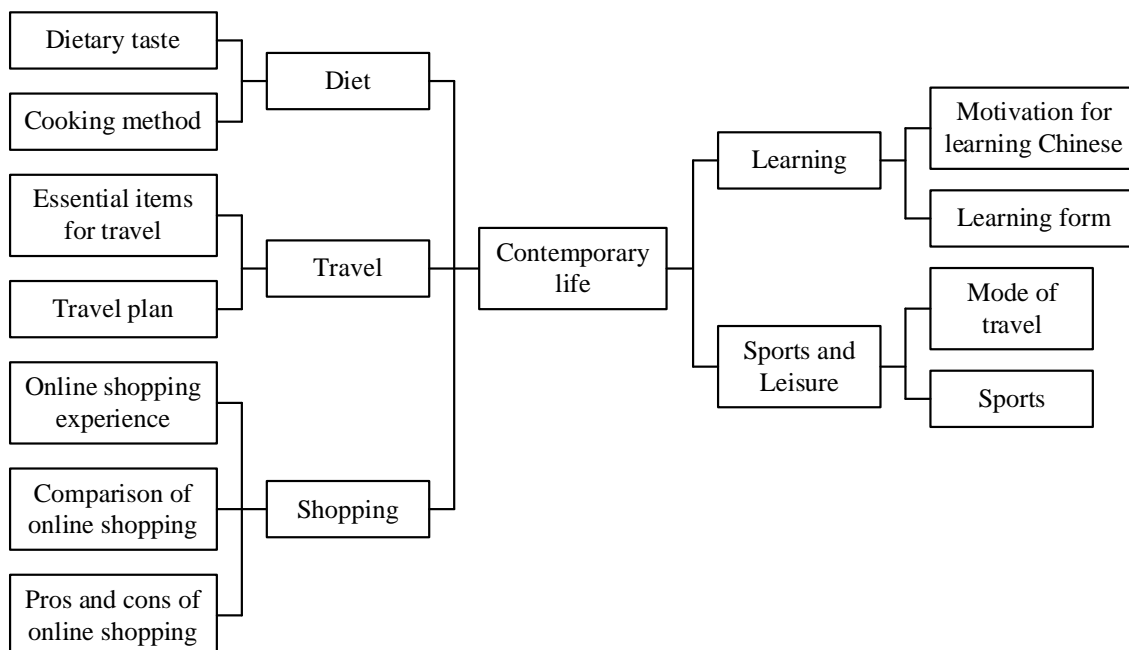 Dietary taste
Cooking method
Diet
Essential items
for travel
Travel plan
Travel
Online shopping
experience
Comparison of
online shopping
Pros and cons of
online shopping
Shopping
Contemporary
life
Learning
Motivation for
learning Chinese
Learning form
Sports and
Leisure
Mode of
travel
Sports